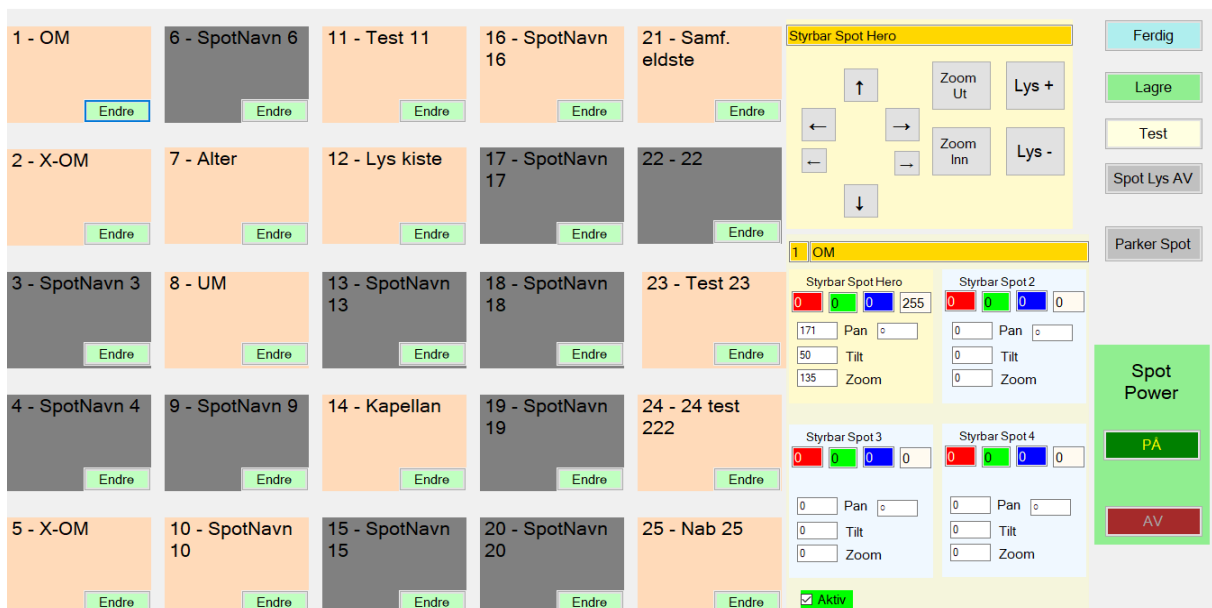 1 - OM
Endre
6 - SpotNavn 6
Endre
11 - Test 11
Endre
16 - SpotNavn
16
Endre
21 - Samf.
eldste
Endre
2 - X-OM
Endre
7 - Alter
Endre
12 - Lys kiste
Endre
17 - SpotNavn
17
Endre
22 - 22
Endre
3 - SpotNavn 3
Endre
8 - UM
Endre
13 - SpotNavn
13
Endre
18 - SpotNavn
18
Endre
23 - Test 23
Endre
4 - SpotNavn 4
Endre
9 - SpotNavn 9
Endre
14 - Kapellan
Endre
19 - SpotNavn
19
Endre
24 - 24 test
222
Endre
5 - X-OM
Endre
10 - SpotNavn
10
Endre
15 - SpotNavn
15
Endre
20 - SpotNavn
20
Endre
25 - Nab 25
Endre
Styrbar Spot Hero
↑
← →
← →
↓
Zoom
Ut
Lys +
Zoom
Inn
Lys -
1 OM
Styrbar Spot Hero
0 0 0 255
171 Pan 0
50 Tilt
135 Zoom
Styrbar Spot 2
0 0 0 0
0 Pan 0
0 Tilt
0 Zoom
Styrbar Spot 3
0 0 0 0
0 Pan 0
0 Tilt
0 Zoom
Styrbar Spot 4
0 0 0 0
0 Pan 0
0 Tilt
0 Zoom
Aktiv
Ferdig
Lagre
Test
Spot Lys AV
Parker Spot
Spot
Power
PÅ
AV